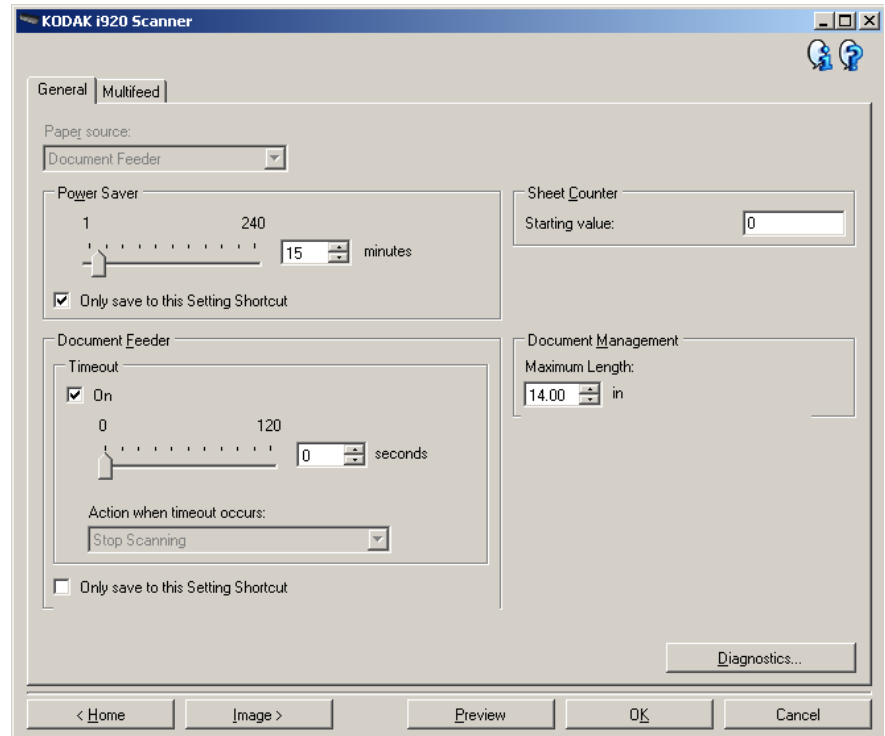 KODAK i920 Scanner
General
Multifeed
Paper source:
Document Feeder
Power Saver
1 240
15 minutes
Only save to this Setting Shortcut
Sheet Counter
Starting value: 0
Document Feeder
Timeout
On
0 120
0 seconds
Action when timeout occurs:
Stop Scanning
Only save to this Setting Shortcut
Document Management
Maximum Length:
14.00 in
Diagnostics...
< Home
Image >
Preview
OK
Cancel